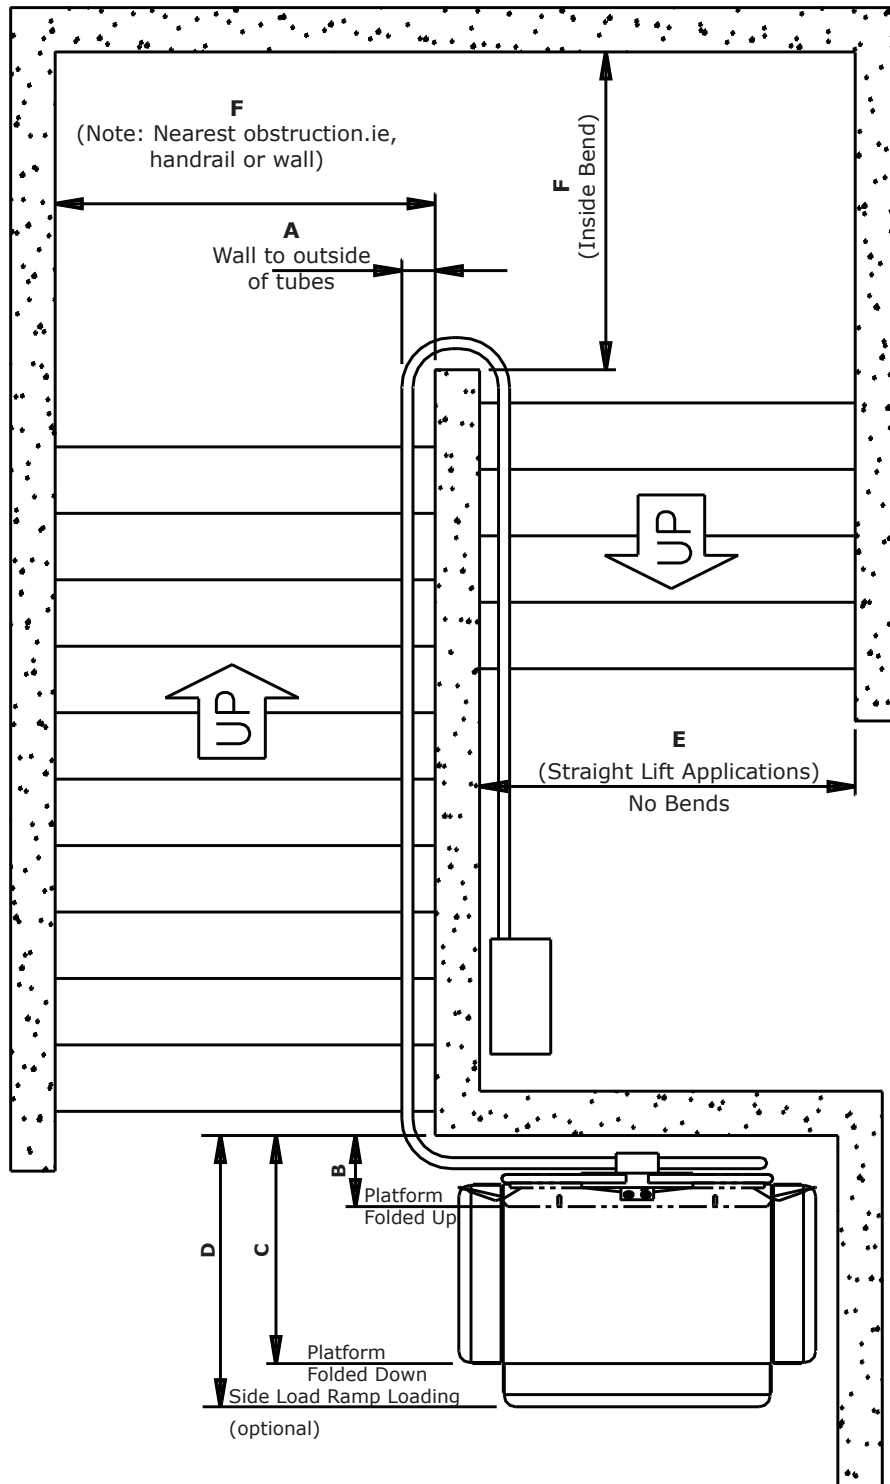 F
(Note: Nearest obstruction.ie,
handrail or wall)
F
(Inside Bend)
A
Wall to outside
of tubes
UP
UP
E
(Straight Lift Applications)
No Bends
B
Platform
Folded Up
D
C
Platform
Folded Down
Side Load Ramp Loading
(optional)